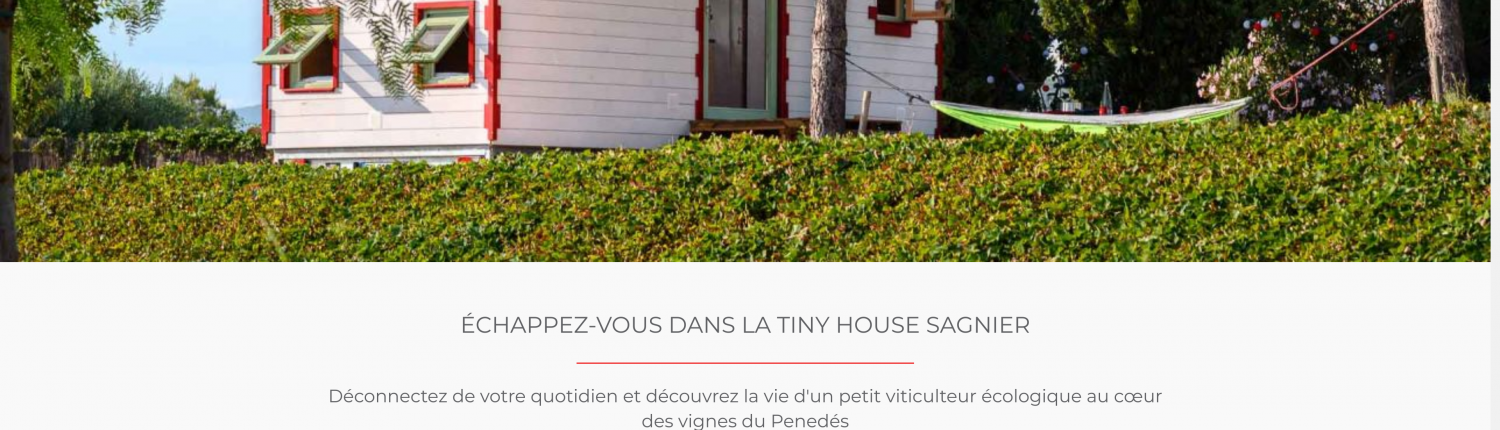 ÉCHAPPEZ-VOUS DANS LA TINY HOUSE SAGNIER
Déconnectez de votre quotidien et découvrez la vie d'un petit viticulteur écologique au cœur
des vignes du Penedés